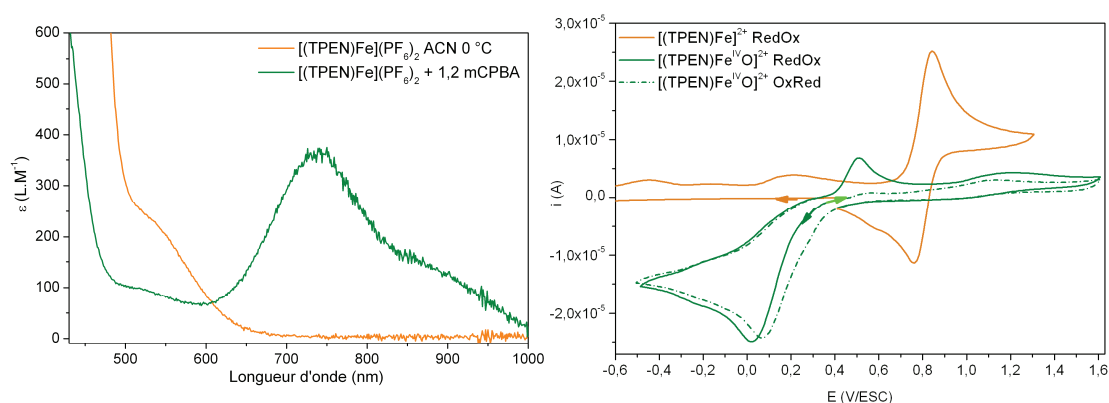 600
500
400
300
200
100
0
ε (L.M⁻¹)
[(TPEN)Fe](PF₆)₂ ACN 0 °C
[(TPEN)Fe](PF₆)₂ + 1,2 mCPBA
500 600 700 800 900 1000
Longueur d'onde (nm)
3,0x10⁻⁵
2,0x10⁻⁵
1,0x10⁻⁵
0,0
-1,0x10⁻⁵
-2,0x10⁻⁵
i (A)
[(TPEN)Fe]²⁺ RedOx
[(TPEN)FeᴵⱽO]²⁺ RedOx
[(TPEN)FeᴵⱽO]²⁺ OxRed
-0,6 -0,4 -0,2 0,0 0,2 0,4 0,6 0,8 1,0 1,2 1,4 1,6
E (V/ESC)